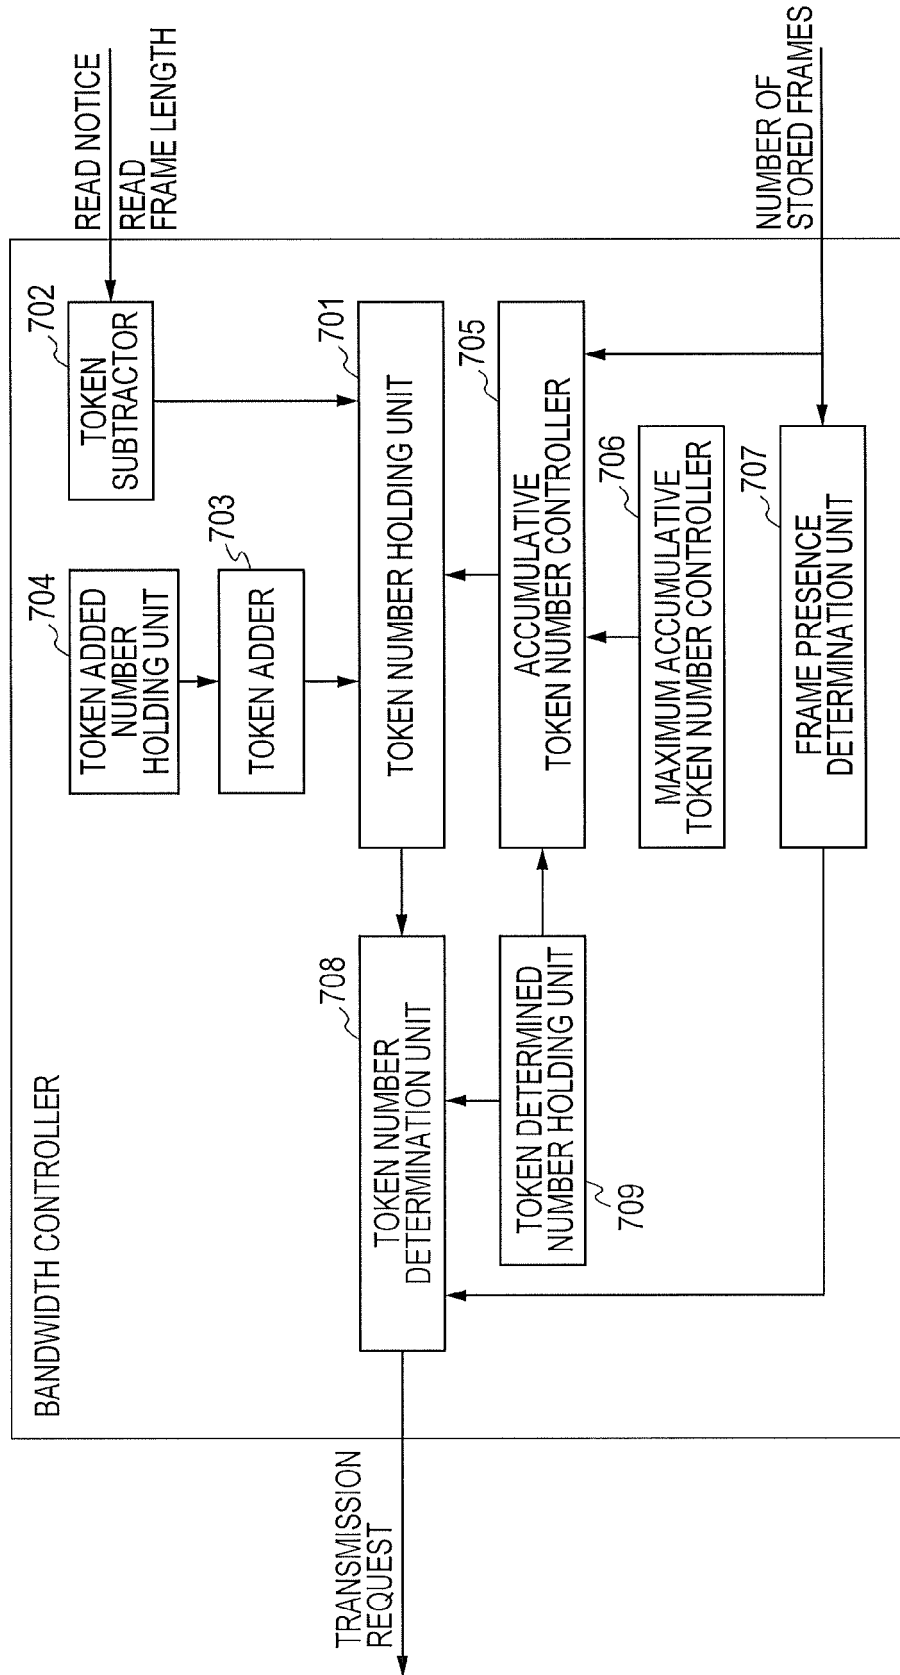 BANDWIDTH CONTROLLER
READ NOTICE
READ
FRAME LENGTH
702
TOKEN
SUBTRACTOR
704
TOKEN ADDED
NUMBER
HOLDING UNIT
703
TOKEN ADDER
701
TOKEN NUMBER HOLDING UNIT
708
TOKEN NUMBER
DETERMINATION UNIT
TRANSMISSION
REQUEST
705
ACCUMULATIVE
TOKEN NUMBER CONTROLLER
TOKEN DETERMINED
NUMBER HOLDING UNIT
709
706
MAXIMUM ACCUMULATIVE
TOKEN NUMBER CONTROLLER
NUMBER OF
STORED FRAMES
707
FRAME PRESENCE
DETERMINATION UNIT